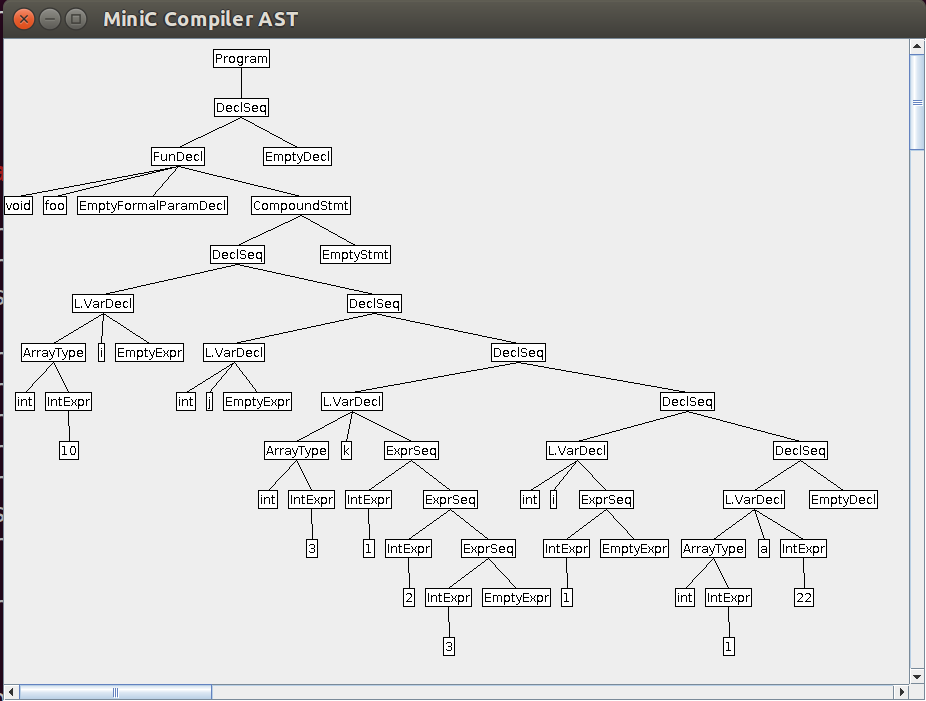 MiniC Compiler AST
Program
DeclSeq
FunDecl EmptyDecl
void foo EmptyFormalParamDecl CompoundStmt
DeclSeq EmptyStmt
L.VarDecl DeclSeq
ArrayType i EmptyExpr L.VarDecl DeclSeq
int IntExpr int j EmptyExpr L.VarDecl DeclSeq
10 ArrayType k ExprSeq L.VarDecl DeclSeq
int IntExpr IntExpr ExprSeq int i ExprSeq L.VarDecl EmptyDecl
3 1 IntExpr ExprSeq IntExpr EmptyExpr ArrayType a IntExpr
2 IntExpr EmptyExpr 1 int IntExpr 22
3 1